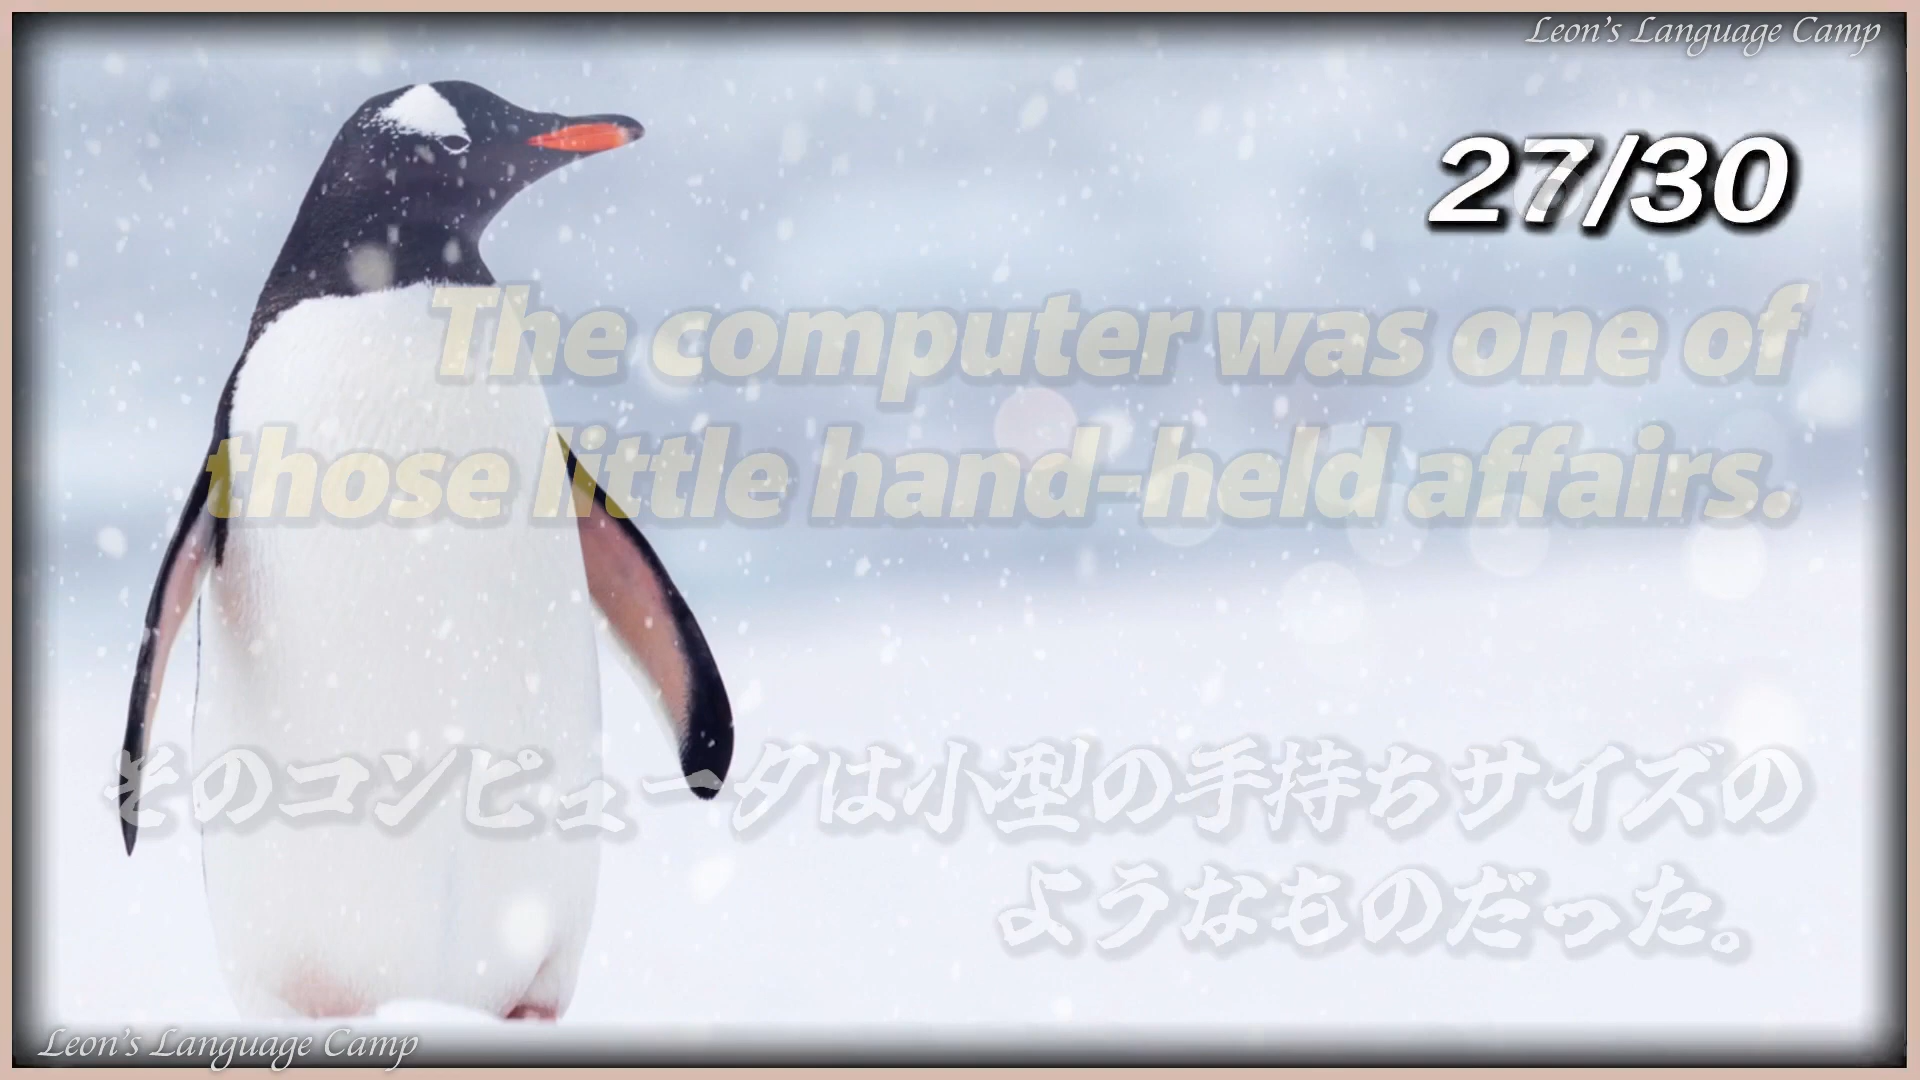 Leon's Language Camp
27/30
The computer was one of
those little hand-held affairs.
そのコンピュータは小型の手持ちサイズの
ようなものだった。
Leon's Language Camp